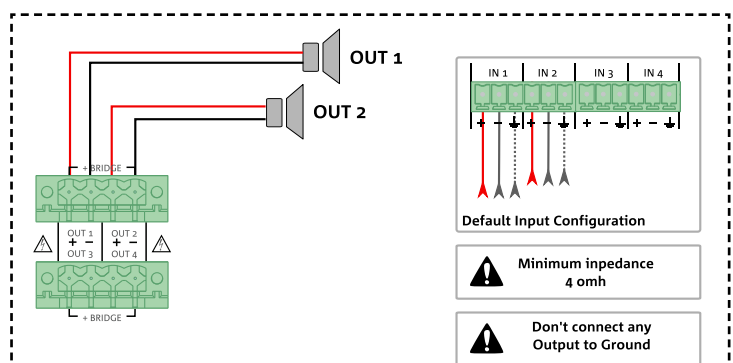 OUT 1
OUT 2
+ BRIDGE -
OUT 1 OUT 2
+ - + -
OUT 3 OUT 4
+ BRIDGE -
IN 1 IN 2 IN 3 IN 4
+ - + - + - + -
Default Input Configuration
Minimum inpedance
4 omh
Don't connect any
Output to Ground